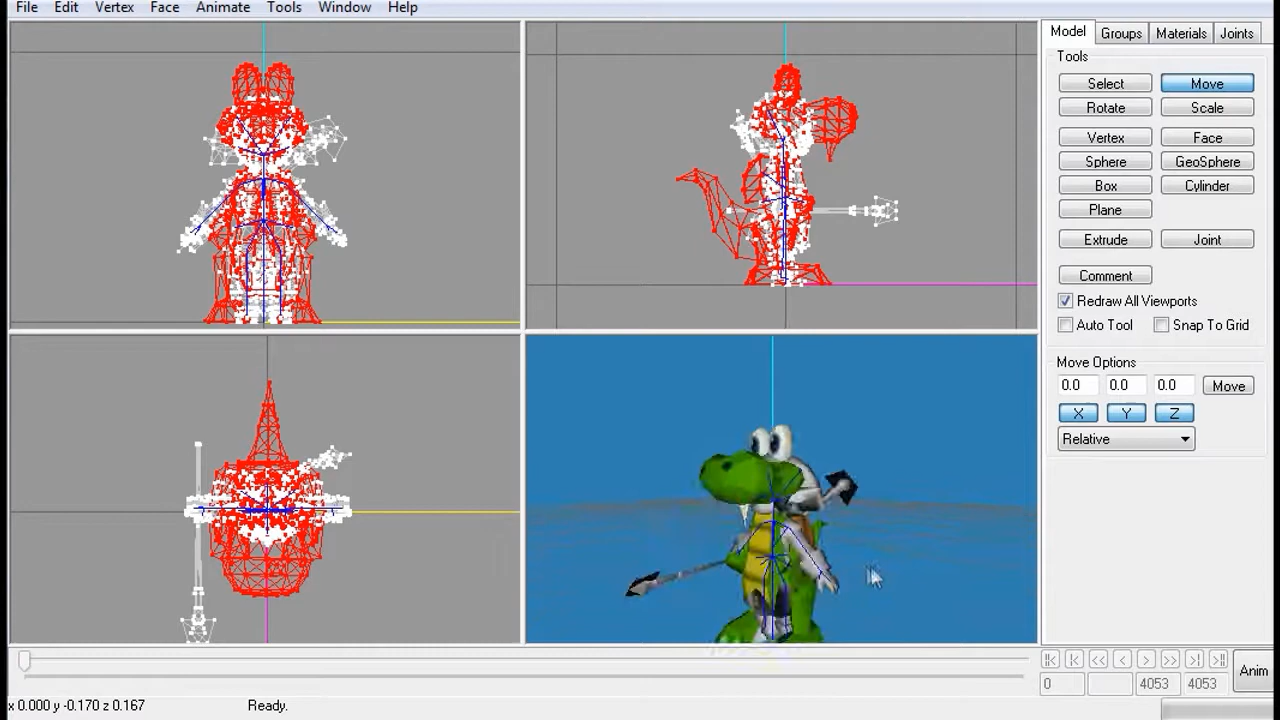 File Edit Vertex Face Animate Tools Window Help
Model Groups Materials Joints
Tools
Select Move
Rotate Scale
Vertex Face
Sphere GeoSphere
Box Cylinder
Plane
Extrude Joint
Comment
Redraw All Viewports
Auto Tool Snap To Grid
Move Options
0.0 0.0 0.0 Move
X Y Z
Relative
0 4053 4053 Anim
x 0.000 y -0.170 z 0.167 Ready.